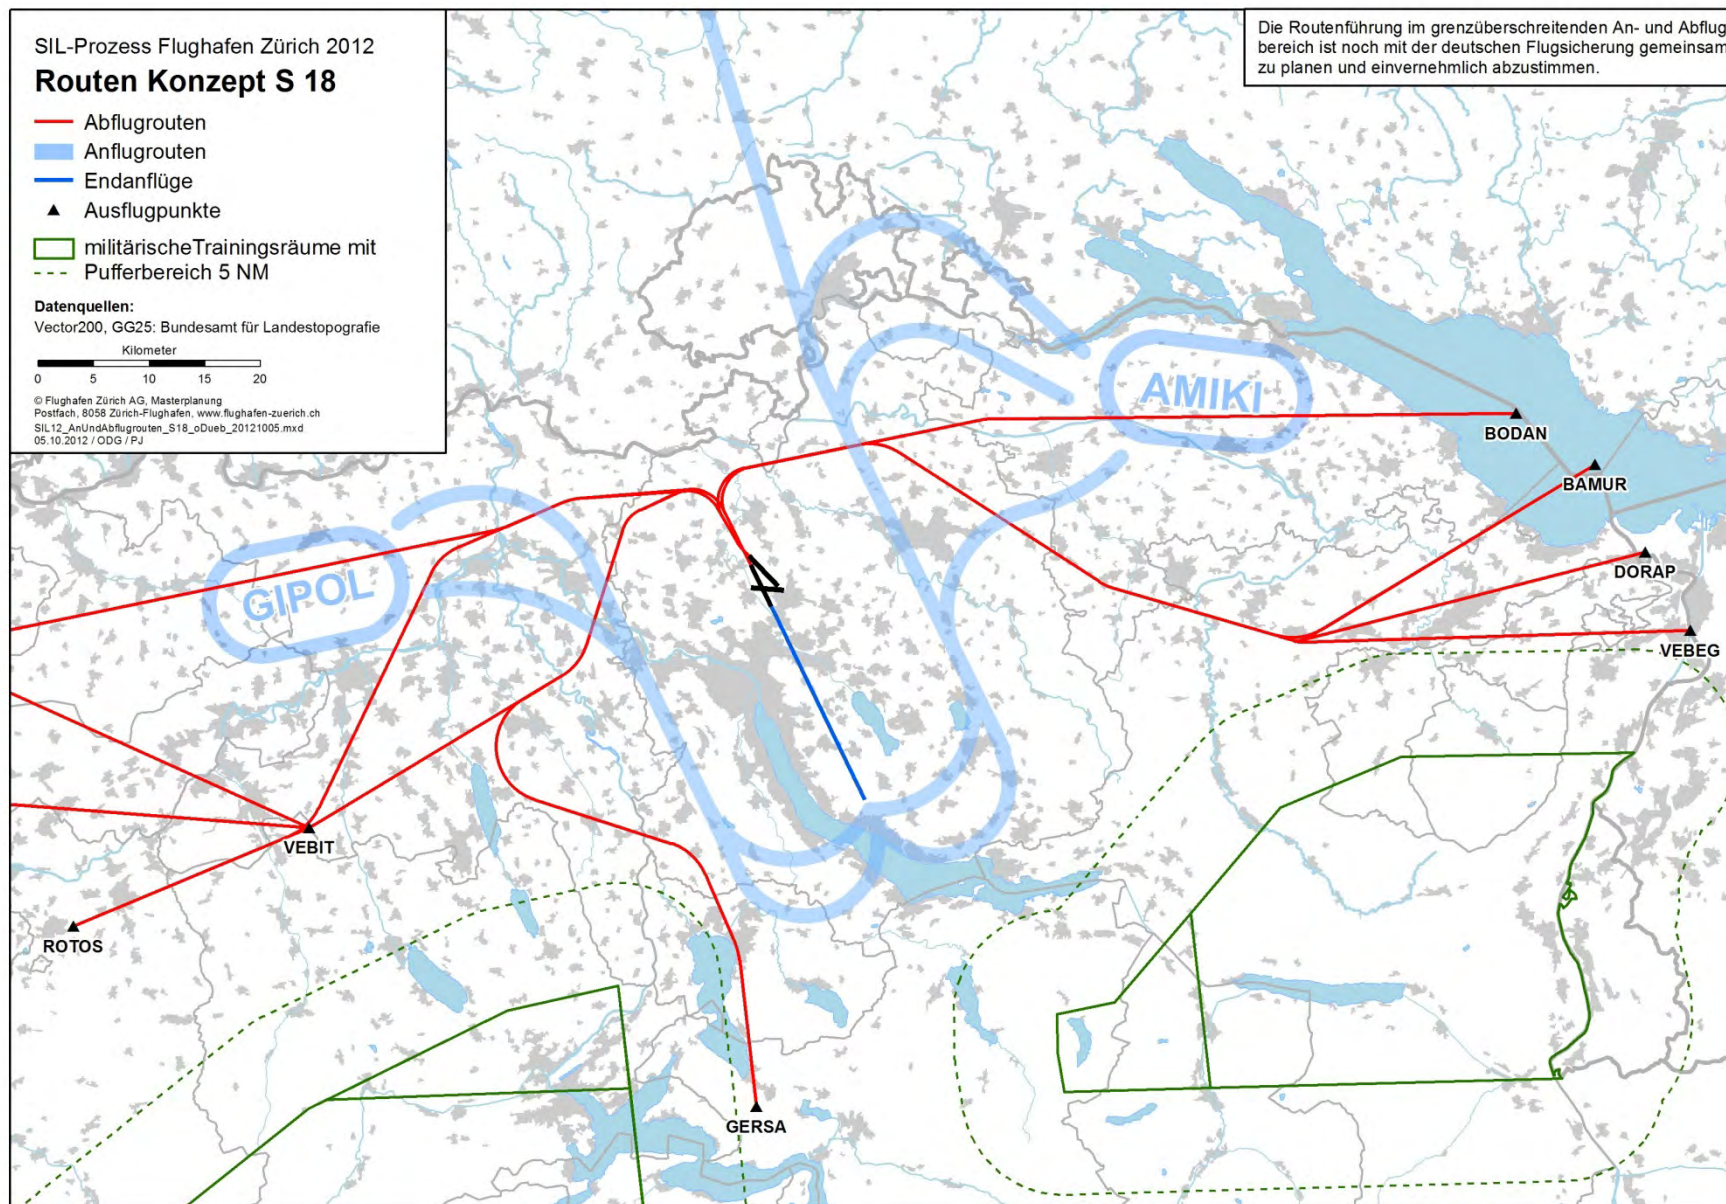 SIL-Prozess Flughafen Zürich 2012
Routen Konzept S 18
Abflugrouten
Anflugrouten
Endanflüge
Ausflugpunkte
militärischeTrainingsräume mit
Pufferbereich 5 NM
Datenquellen:
Vector200, GG25: Bundesamt für Landestopografie
Kilometer
0 5 10 15 20
© Flughafen Zürich AG, Masterplanung
Postfach, 8058 Zürich-Flughafen, www.flughafen-zuerich.ch
SIL12_AnUndAbflugrouten_S18_oDueb_20121005.mxd
05.10.2012 / ODG / PJ
Die Routenführung im grenzüberschreitenden An- und Abflug
bereich ist noch mit der deutschen Flugsicherung gemeinsam
zu planen und einvernehmlich abzustimmen.
AMIKI
BODAN
BAMUR
DORAP
GIPOL
VEBEG
VEBIT
ROTOS
GERSA